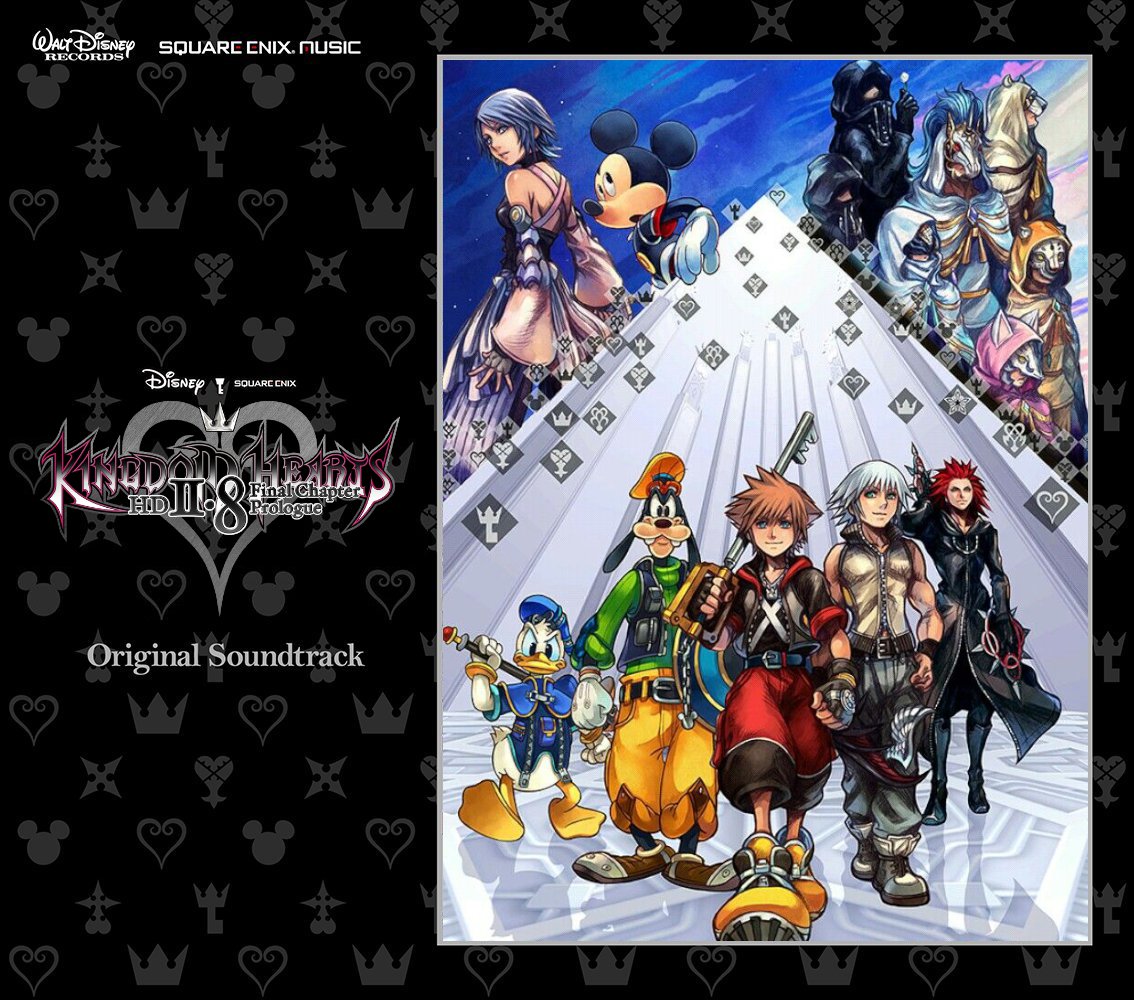 WALT DISNEY
RECORDS
SQUARE ENIX. MUSIC
DISNEY SQUARE ENIX
KINGDOM HEARTS
HD II.8 Final Chapter
Prologue
Original Soundtrack